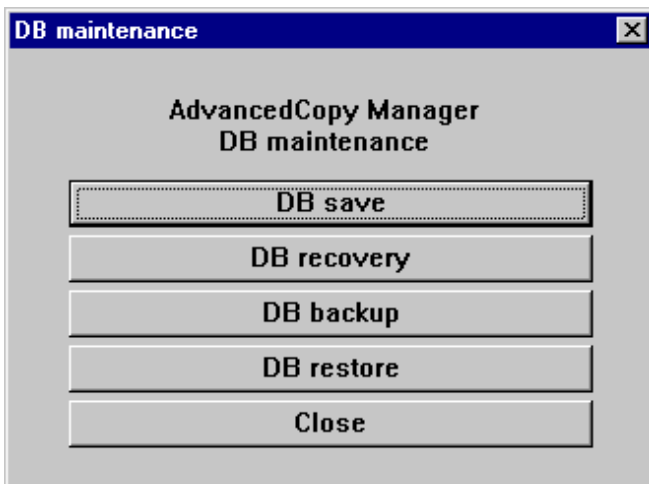 DB maintenance
AdvancedCopy Manager
DB maintenance
DB save
DB recovery
DB backup
DB restore
Close